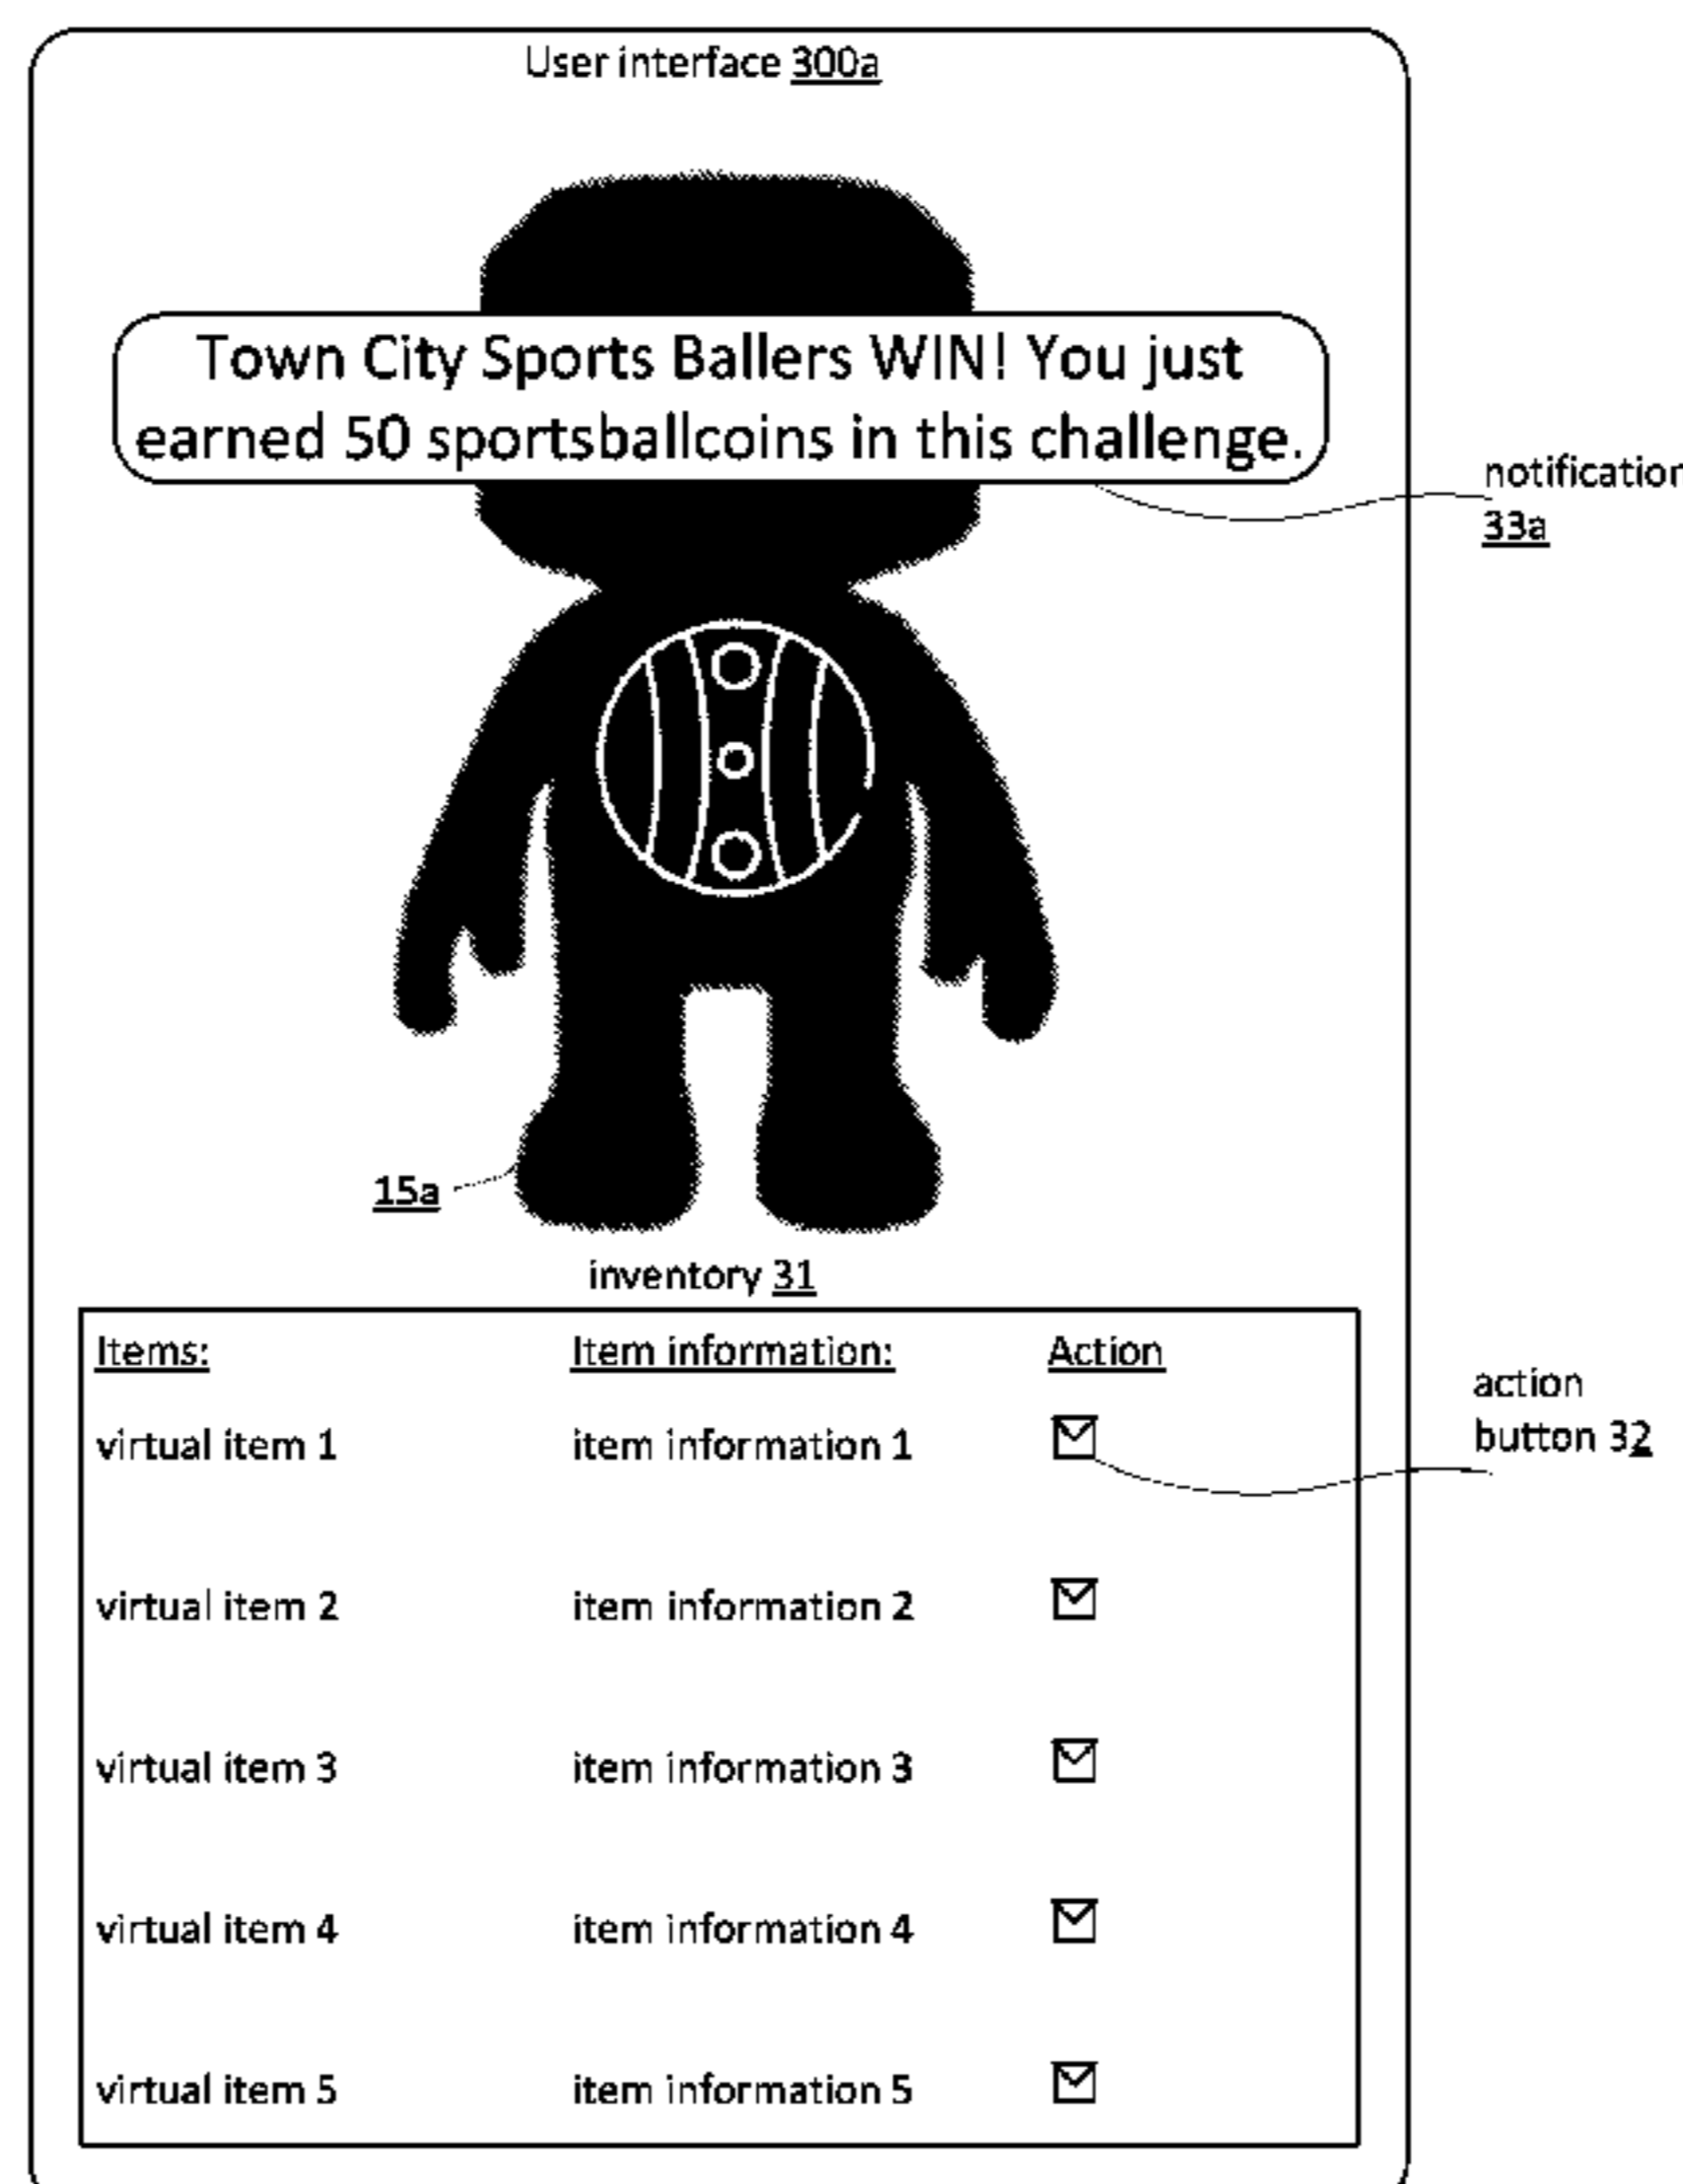 User interface 300a
Town City Sports Ballers WIN! You just
earned 50 sportsballcoins in this challenge.
notification
33a
15a
inventory 31
Items: Item information: Action
action
button 32
virtual item 1 item information 1
virtual item 2 item information 2
virtual item 3 item information 3
virtual item 4 item information 4
virtual item 5 item information 5